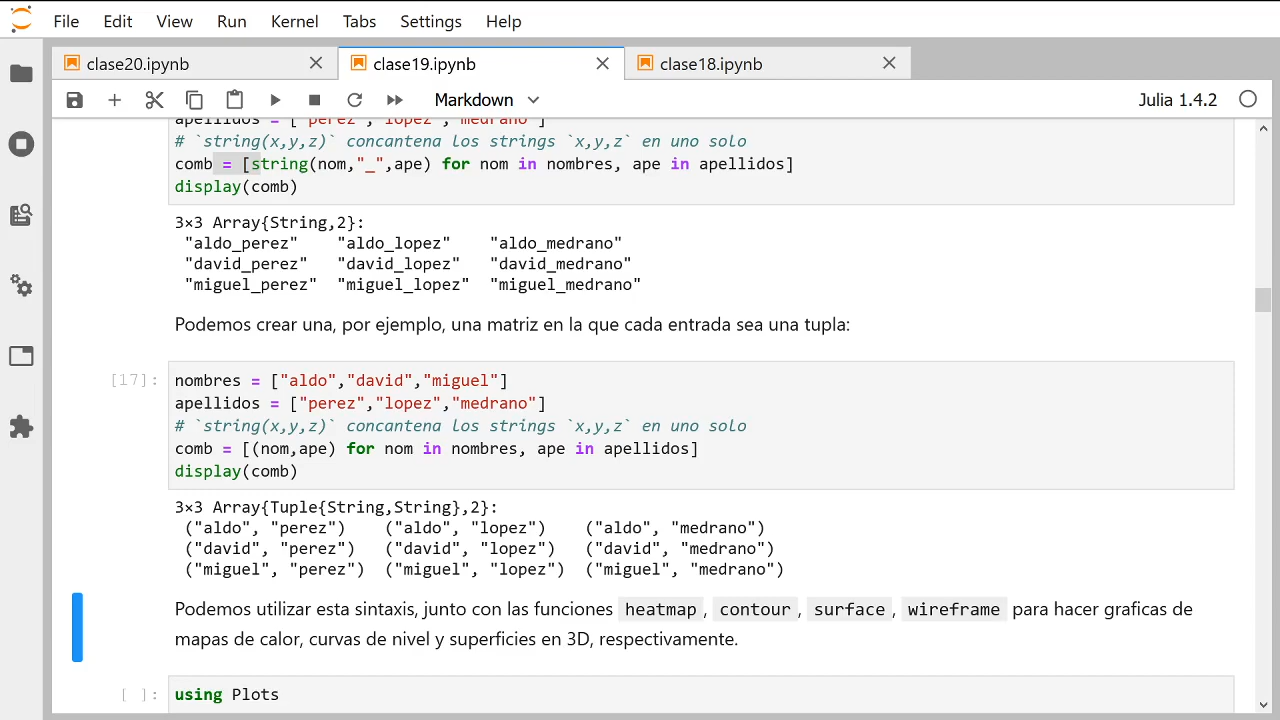 File Edit View Run Kernel Tabs Settings Help
clase20.ipynb clase19.ipynb clase18.ipynb
Markdown Julia 1.4.2
apellidos = ["perez","lopez","medrano"]
# `string(x,y,z)` concantena los strings `x,y,z` en uno solo
comb = [string(nom,"_",ape) for nom in nombres, ape in apellidos]
display(comb)
3×3 Array{String,2}:
"aldo_perez" "aldo_lopez" "aldo_medrano"
"david_perez" "david_lopez" "david_medrano"
"miguel_perez" "miguel_lopez" "miguel_medrano"
Podemos crear una, por ejemplo, una matriz en la que cada entrada sea una tupla:
[17]: nombres = ["aldo","david","miguel"]
apellidos = ["perez","lopez","medrano"]
# `string(x,y,z)` concantena los strings `x,y,z` en uno solo
comb = [(nom,ape) for nom in nombres, ape in apellidos]
display(comb)
3×3 Array{Tuple{String,String},2}:
("aldo", "perez") ("aldo", "lopez") ("aldo", "medrano")
("david", "perez") ("david", "lopez") ("david", "medrano")
("miguel", "perez") ("miguel", "lopez") ("miguel", "medrano")
Podemos utilizar esta sintaxis, junto con las funciones heatmap, contour, surface, wireframe para hacer graficas de
mapas de calor, curvas de nivel y superficies en 3D, respectivamente.
[ ]: using Plots